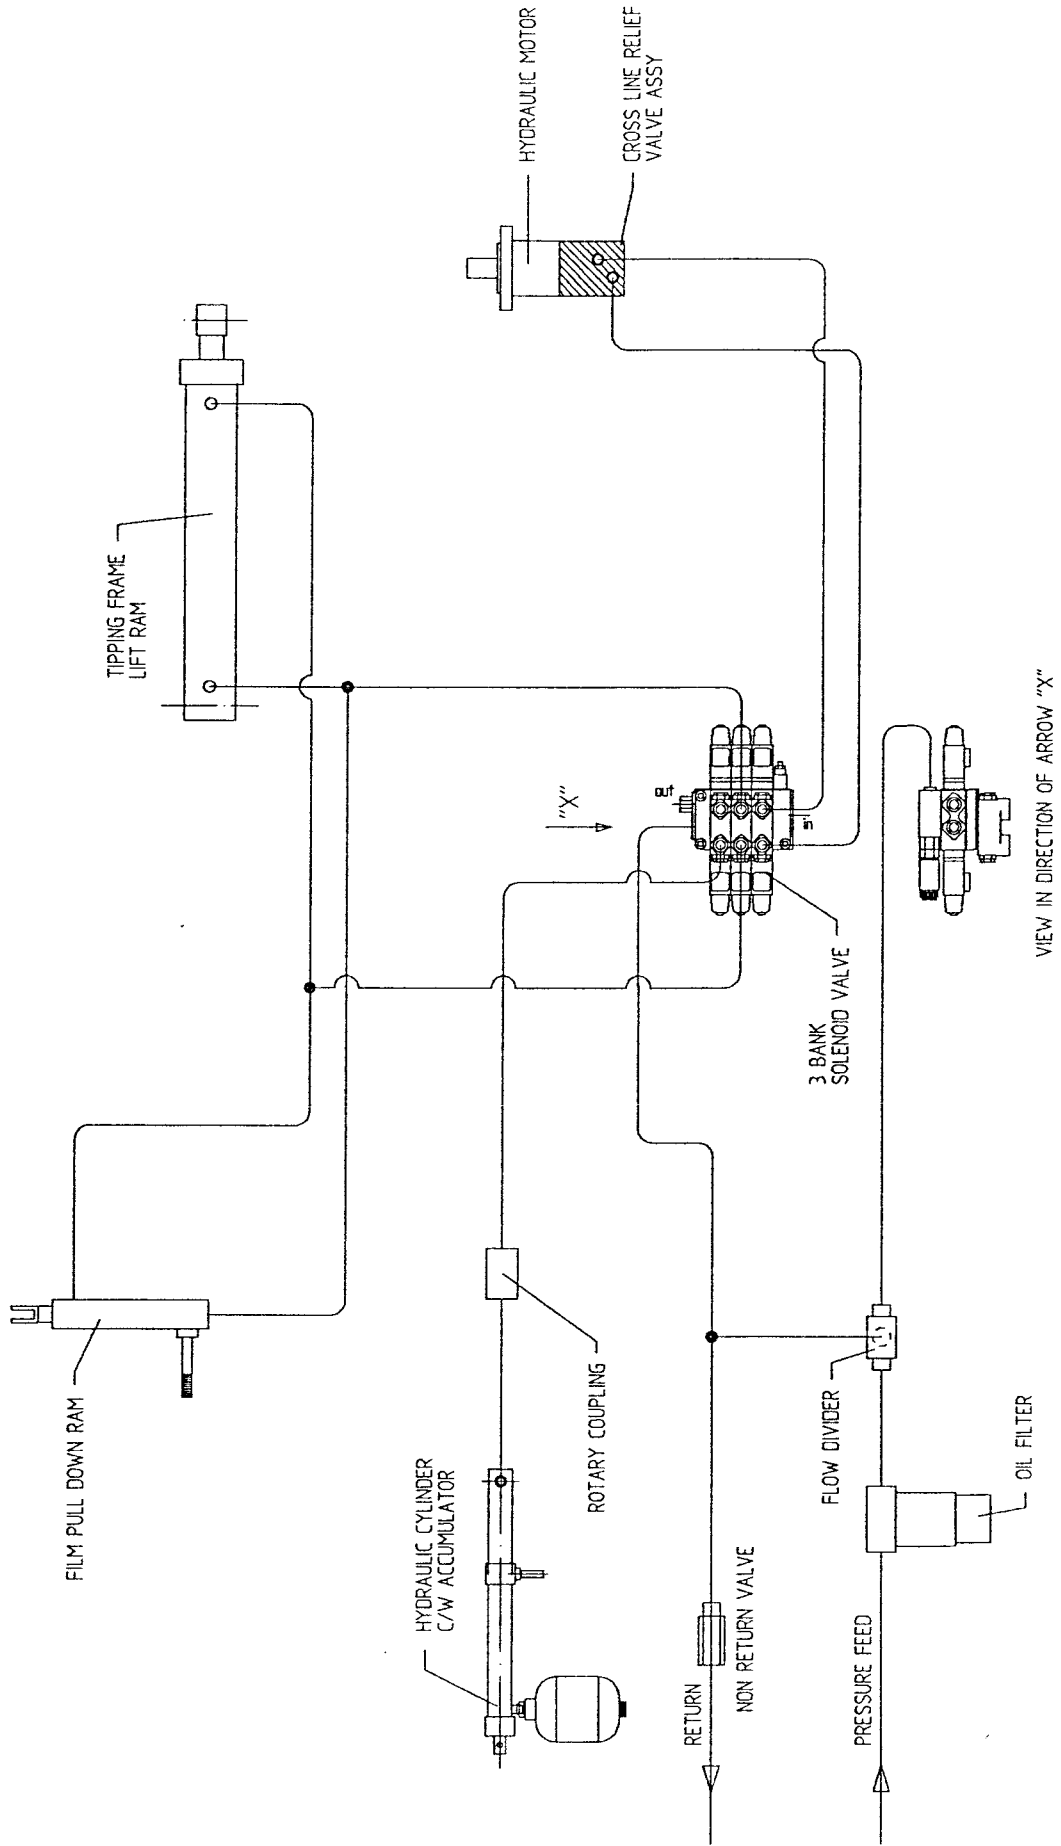 FILM PULL DOWN RAM
TIPPING FRAME
LIFT RAM
HYDRAULIC MOTOR
CROSS LINE RELIEF
VALVE ASSY
HYDRAULIC CYLINDER
C/W ACCUMULATOR
ROTARY COUPLING
"X"
out
in
3 BANK
SOLENOID VALVE
RETURN
NON RETURN VALVE
FLOW DIVIDER
PRESSURE FEED
OIL FILTER
VIEW IN DIRECTION OF ARROW "X"